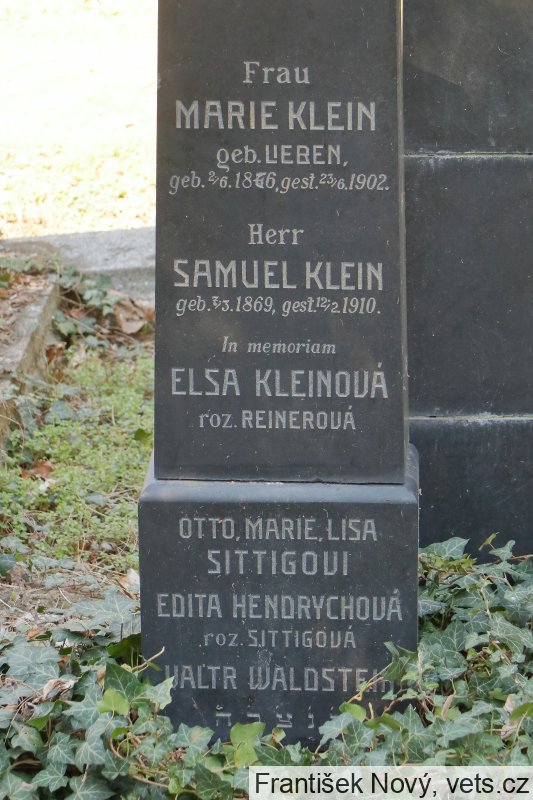 Frau
MARIE KLEIN
geb. LIEBEN,
geb. 2/6. 1846, gest. 23/6. 1902.
Herr
SAMUEL KLEIN
geb. 7/3. 1869, gest. 12/2. 1910.
In memoriam
ELSA KLEINOVÁ
roz. REINEROVÁ
OTTO, MARIE, LISA
SITTIGOVI
EDITA HENDRYCHOVÁ
roz. SITTIGOVÁ
VALTR WALDSTEIN
ת נ צ ב ה
František Nový, vets.cz